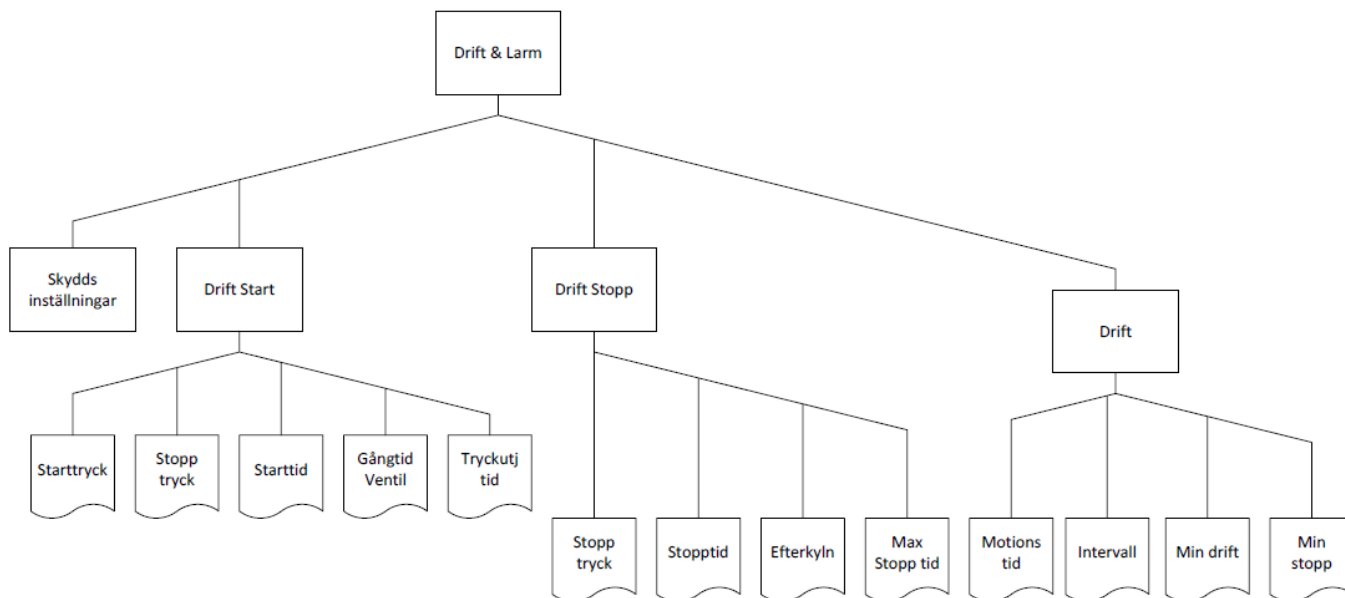 Drift & Larm
Skydds
inställningar
Drift Start
Drift Stopp
Drift
Starttryck
Stopp
tryck
Starttid
Gångtid
Ventil
Tryckutj
tid
Stopp
tryck
Stopptid
Efterkyln
Max
Stopp tid
Motions
tid
Intervall
Min drift
Min
stopp